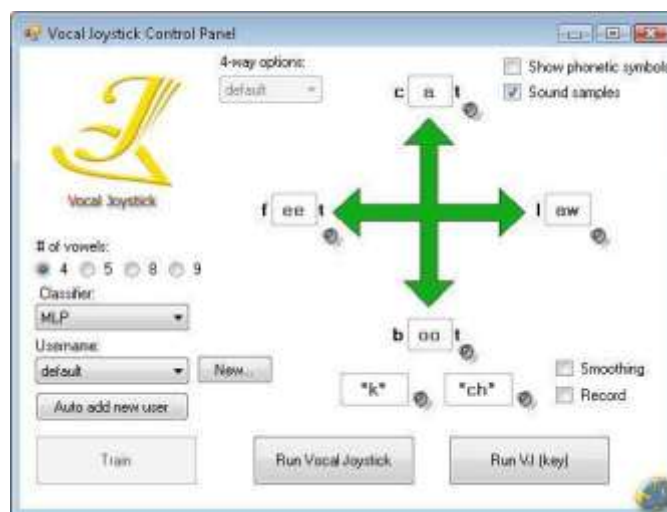 Vocal Joystick Control Panel
4-way options:
default
Show phonetic symbols
Sound samples
c a t
Vocal Joystick
f ee t
l aw
# of vowels:
4 5 8 9
Classifier:
MLP
b oo t
Username:
default
New...
Smoothing
"k"
"ch"
Record
Auto add new user
Train
Run Vocal Joystick
Run VJ (key)